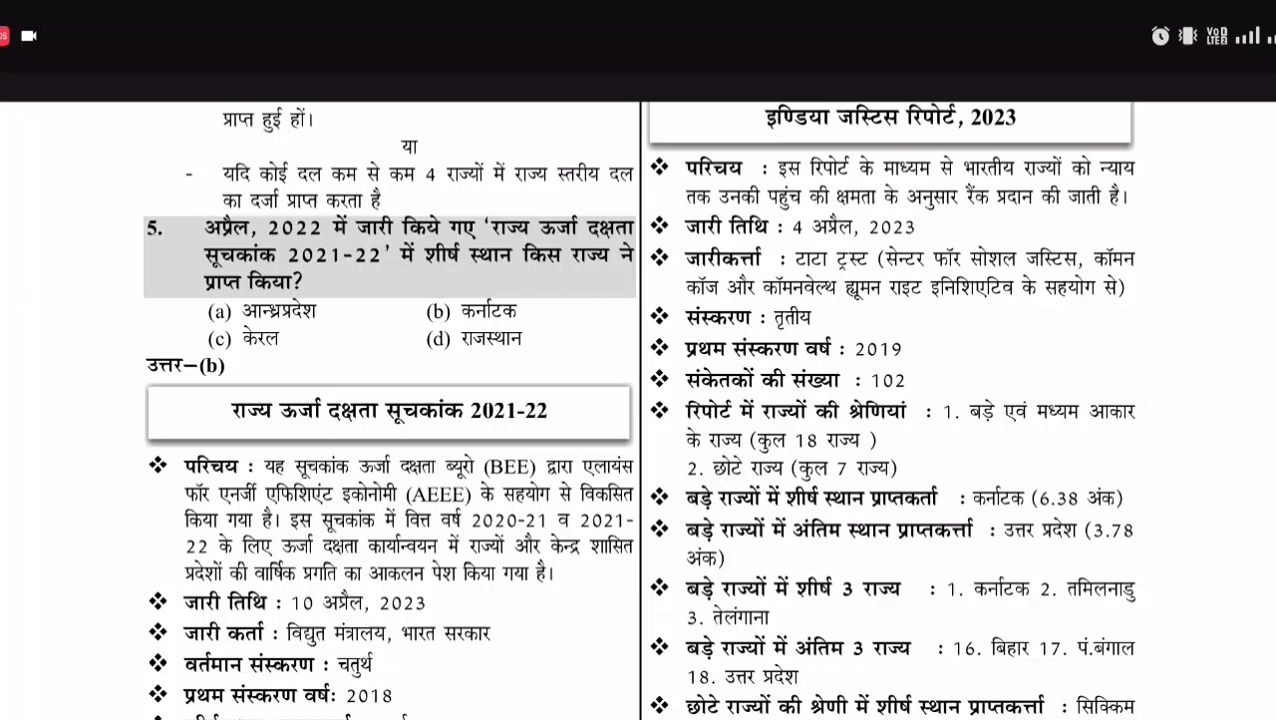 प्राप्त हुई हों।
या
- यदि कोई दल कम से कम 4 राज्यों में राज्य स्तरीय दल
का दर्जा प्राप्त करता है
5. अप्रैल, 2022 में जारी किये गए ‘राज्य ऊर्जा दक्षता
सूचकांक 2021-22’ में शीर्ष स्थान किस राज्य ने
प्राप्त किया?
(a) आन्ध्रप्रदेश (b) कर्नाटक
(c) केरल (d) राजस्थान
उत्तर–(b)
राज्य ऊर्जा दक्षता सूचकांक 2021-22
❖ परिचय : यह सूचकांक ऊर्जा दक्षता ब्यूरो (BEE) द्वारा एलायंस
फॉर एनर्जी एफिशिएंट इकोनोमी (AEEE) के सहयोग से विकसित
किया गया है। इस सूचकांक में वित्त वर्ष 2020-21 व 2021-
22 के लिए ऊर्जा दक्षता कार्यान्वयन में राज्यों और केन्द्र शासित
प्रदेशों की वार्षिक प्रगति का आकलन पेश किया गया है।
❖ जारी तिथि : 10 अप्रैल, 2023
❖ जारी कर्ता : विद्युत मंत्रालय, भारत सरकार
❖ वर्तमान संस्करण : चतुर्थ
❖ प्रथम संस्करण वर्षः 2018
इण्डिया जस्टिस रिपोर्ट, 2023
❖ परिचय : इस रिपोर्ट के माध्यम से भारतीय राज्यों को न्याय
तक उनकी पहुंच की क्षमता के अनुसार रैंक प्रदान की जाती है।
❖ जारी तिथि : 4 अप्रैल, 2023
❖ जारीकर्त्ता : टाटा ट्रस्ट (सेन्टर फॉर सोशल जस्टिस, कॉमन
कॉज और कॉमनवेल्थ ह्यूमन राइट इनिशिएटिव के सहयोग से)
❖ संस्करण : तृतीय
❖ प्रथम संस्करण वर्ष : 2019
❖ संकेतकों की संख्या : 102
❖ रिपोर्ट में राज्यों की श्रेणियां : 1. बड़े एवं मध्यम आकार
के राज्य (कुल 18 राज्य )
2. छोटे राज्य (कुल 7 राज्य)
❖ बड़े राज्यों में शीर्ष स्थान प्राप्तकर्ता : कर्नाटक (6.38 अंक)
❖ बड़े राज्यों में अंतिम स्थान प्राप्तकर्त्ता : उत्तर प्रदेश (3.78
अंक)
❖ बड़े राज्यों में शीर्ष 3 राज्य : 1. कर्नाटक 2. तमिलनाडु
3. तेलंगाना
❖ बड़े राज्यों में अंतिम 3 राज्य : 16. बिहार 17. पं.बंगाल
18. उत्तर प्रदेश
❖ छोटे राज्यों की श्रेणी में शीर्ष स्थान प्राप्तकर्त्ता : सिक्किम